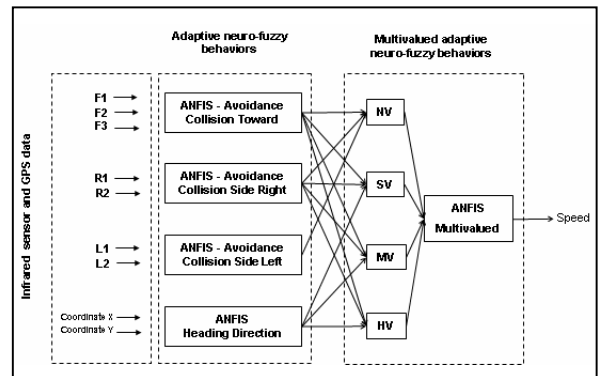 Adaptive neuro-fuzzy
behaviors
Multivalued adaptive
neuro-fuzzy behaviors
Infrared sensor and GPS data
F1
F2
F3
R1
R2
L1
L2
Coordinate X
Coordinate Y
ANFIS - Avoidance
Collision Toward
ANFIS - Avoidance
Collision Side Right
ANFIS - Avoidance
Collision Side Left
ANFIS
Heading Direction
NV
SV
MV
HV
ANFIS
Multivalued
Speed